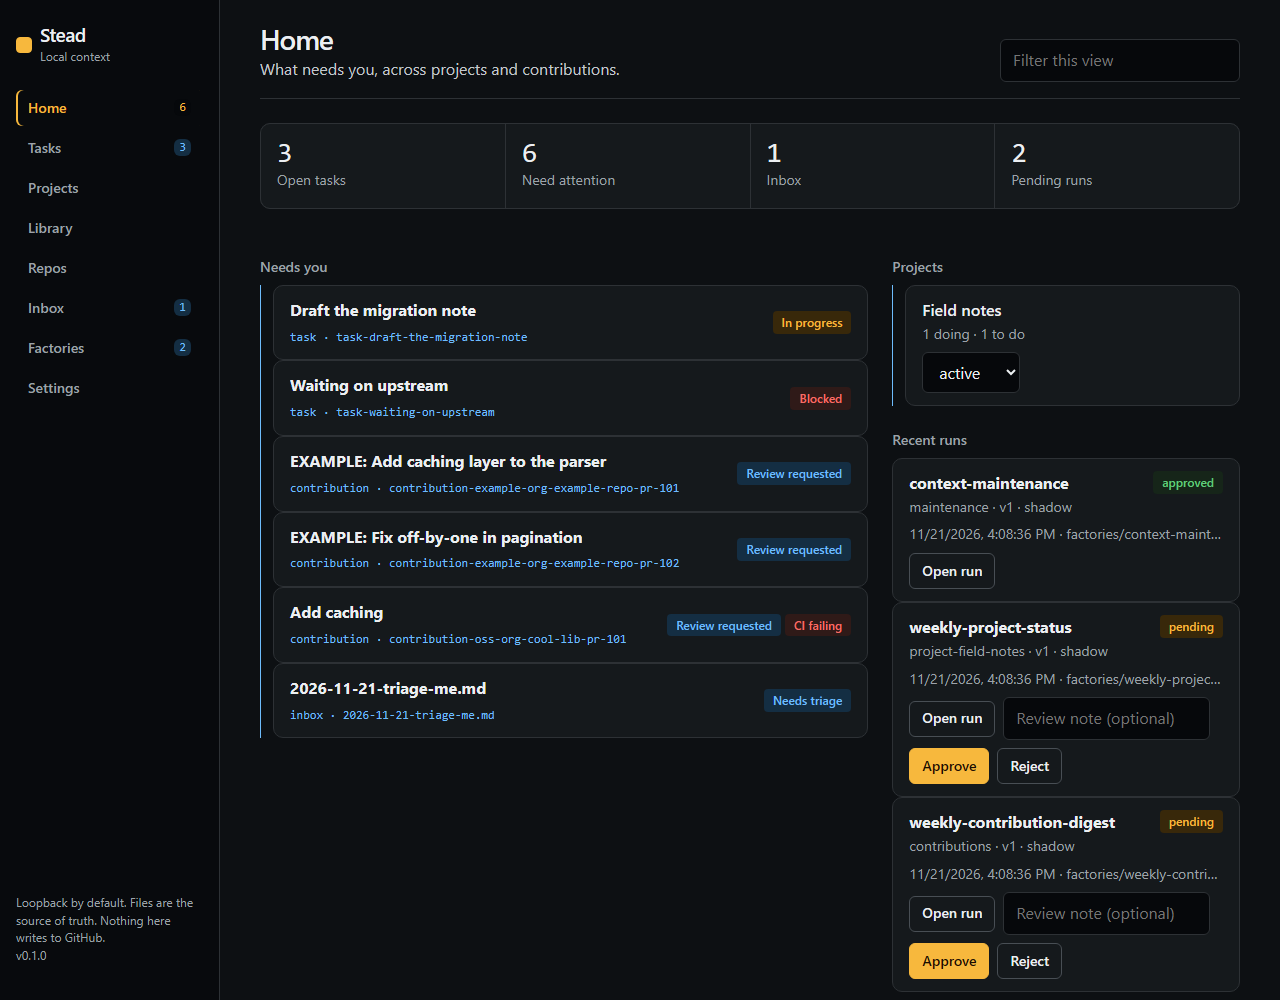 Stead
Local context
Home 6
Tasks 3
Projects
Library
Repos
Inbox 1
Factories 2
Settings
Loopback by default. Files are the
source of truth. Nothing here
writes to GitHub.
v0.1.0
Home
What needs you, across projects and contributions.
Filter this view
3
Open tasks
6
Need attention
1
Inbox
2
Pending runs
Needs you
Draft the migration note
task · task-draft-the-migration-note
In progress
Waiting on upstream
task · task-waiting-on-upstream
Blocked
EXAMPLE: Add caching layer to the parser
contribution · contribution-example-org-example-repo-pr-101
Review requested
EXAMPLE: Fix off-by-one in pagination
contribution · contribution-example-org-example-repo-pr-102
Review requested
Add caching
contribution · contribution-oss-org-cool-lib-pr-101
Review requested CI failing
2026-11-21-triage-me.md
inbox · 2026-11-21-triage-me.md
Needs triage
Projects
Field notes
1 doing · 1 to do
active
Recent runs
context-maintenance approved
maintenance · v1 · shadow
11/21/2026, 4:08:36 PM · factories/context-maint...
Open run
weekly-project-status pending
project-field-notes · v1 · shadow
11/21/2026, 4:08:36 PM · factories/weekly-projec...
Open run Review note (optional)
Approve Reject
weekly-contribution-digest pending
contributions · v1 · shadow
11/21/2026, 4:08:36 PM · factories/weekly-contri...
Open run Review note (optional)
Approve Reject